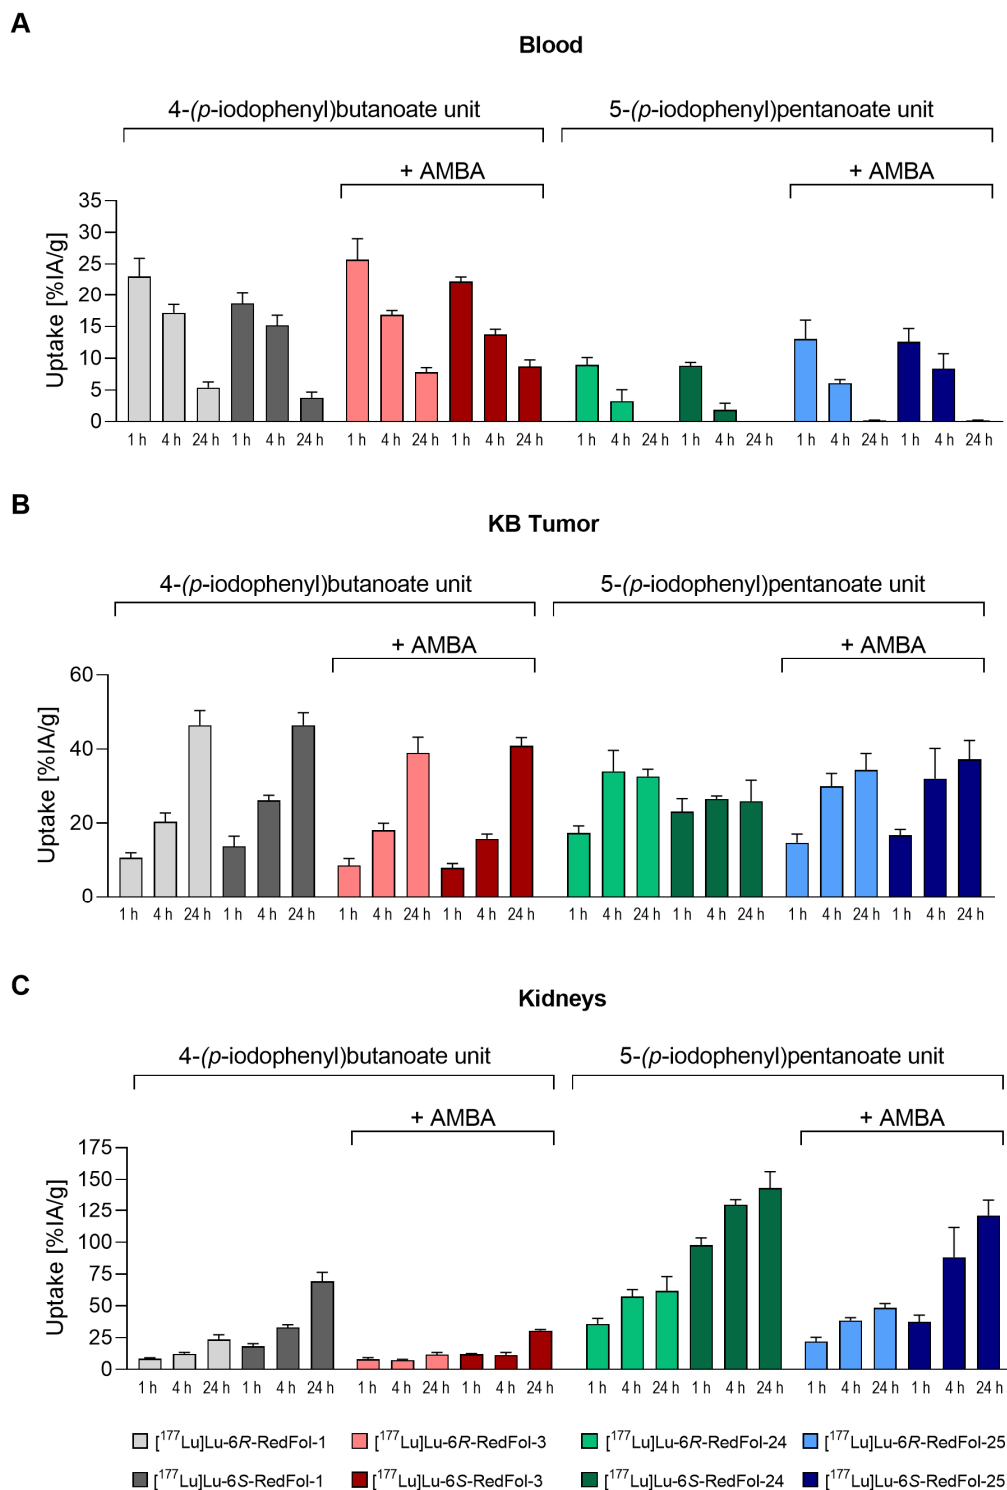 A
Blood
4-(p-iodophenyl)butanoate unit 5-(p-iodophenyl)pentanoate unit
+ AMBA + AMBA
Uptake [%IA/g]
35
30
25
20
15
10
5
0
1 h 4 h 24 h 1 h 4 h 24 h 1 h 4 h 24 h 1 h 4 h 24 h 1 h 4 h 24 h 1 h 4 h 24 h 1 h 4 h 24 h 1 h 4 h 24 h
B
KB Tumor
4-(p-iodophenyl)butanoate unit 5-(p-iodophenyl)pentanoate unit
+ AMBA + AMBA
Uptake [%IA/g]
60
40
20
0
1 h 4 h 24 h 1 h 4 h 24 h 1 h 4 h 24 h 1 h 4 h 24 h 1 h 4 h 24 h 1 h 4 h 24 h 1 h 4 h 24 h 1 h 4 h 24 h
C
Kidneys
4-(p-iodophenyl)butanoate unit 5-(p-iodophenyl)pentanoate unit
+ AMBA + AMBA
Uptake [%IA/g]
175
150
125
100
75
50
25
0
1 h 4 h 24 h 1 h 4 h 24 h 1 h 4 h 24 h 1 h 4 h 24 h 1 h 4 h 24 h 1 h 4 h 24 h 1 h 4 h 24 h 1 h 4 h 24 h
[¹⁷⁷Lu]Lu-6R-RedFol-1 [¹⁷⁷Lu]Lu-6R-RedFol-3 [¹⁷⁷Lu]Lu-6R-RedFol-24 [¹⁷⁷Lu]Lu-6R-RedFol-25
[¹⁷⁷Lu]Lu-6S-RedFol-1 [¹⁷⁷Lu]Lu-6S-RedFol-3 [¹⁷⁷Lu]Lu-6S-RedFol-24 [¹⁷⁷Lu]Lu-6S-RedFol-25